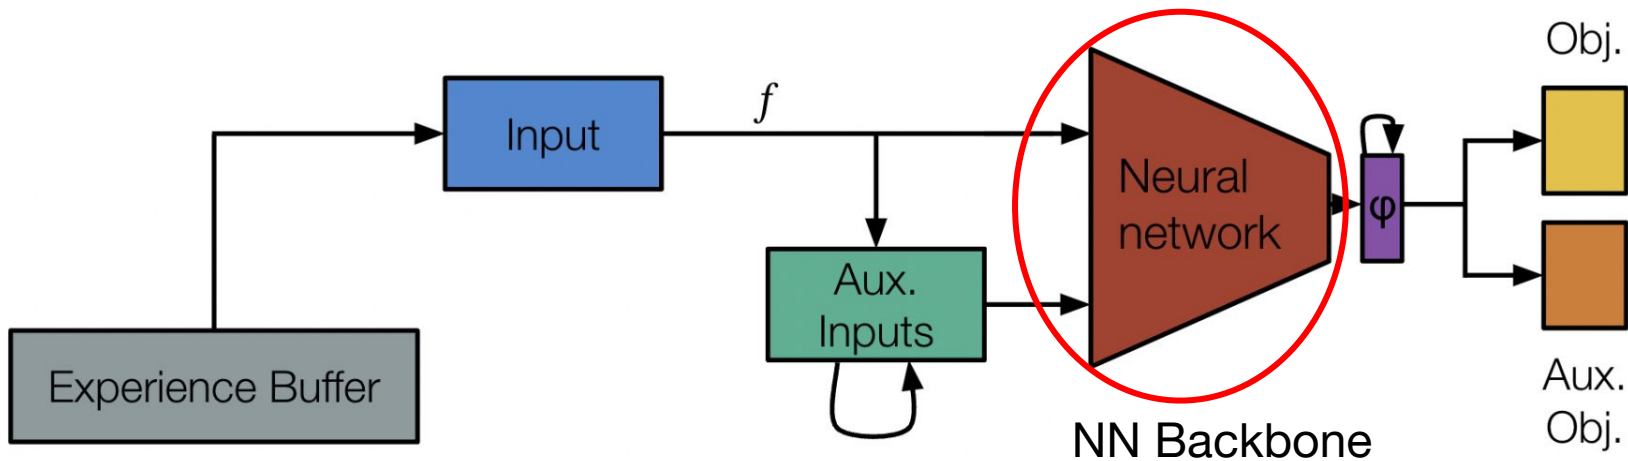 Obj.
f
Input
Neural
network
φ
Aux.
Inputs
Experience Buffer
Aux.
Obj.
NN Backbone